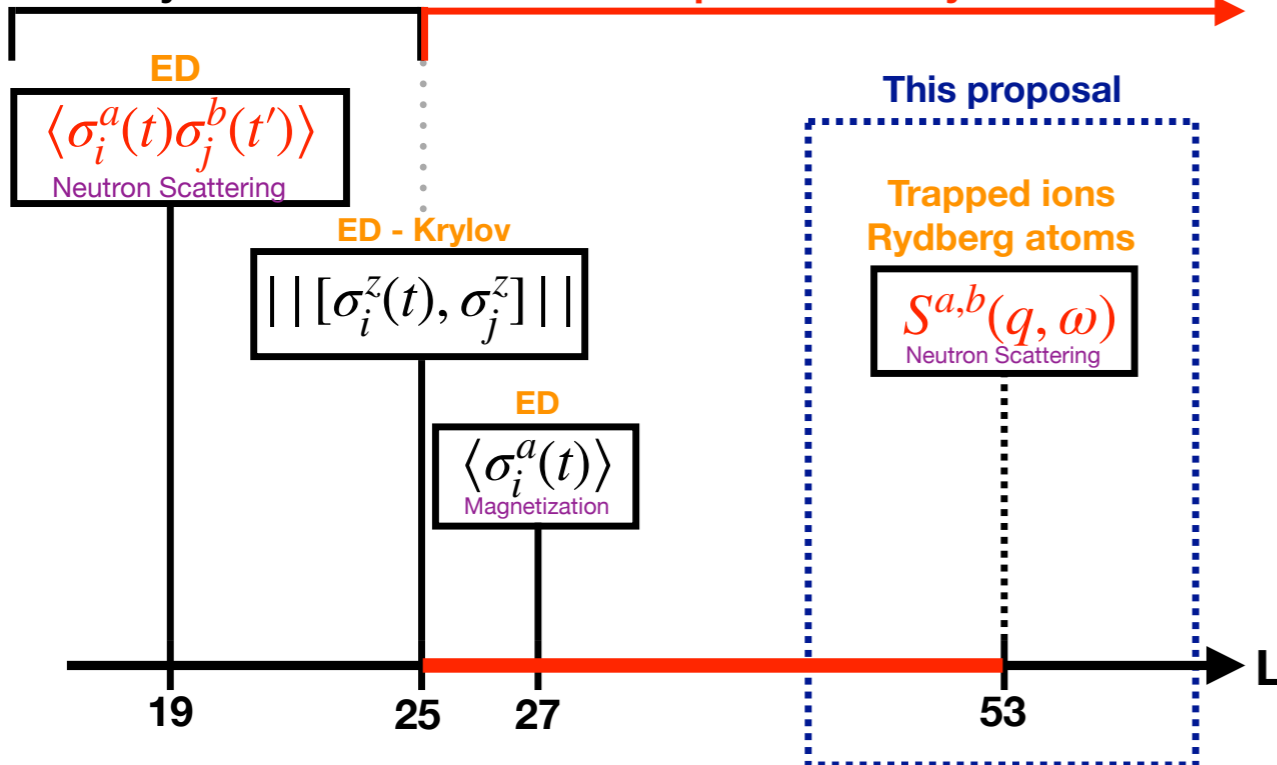 ED
⟨σ_i^a(t)σ_j^b(t′)⟩
Neutron Scattering
ED - Krylov
||[σ_i^z(t), σ_j^z]||
ED
⟨σ_i^a(t)⟩
Magnetization
This proposal
Trapped ions
Rydberg atoms
S^{a,b}(q, ω)
Neutron Scattering
L
19
25
27
53